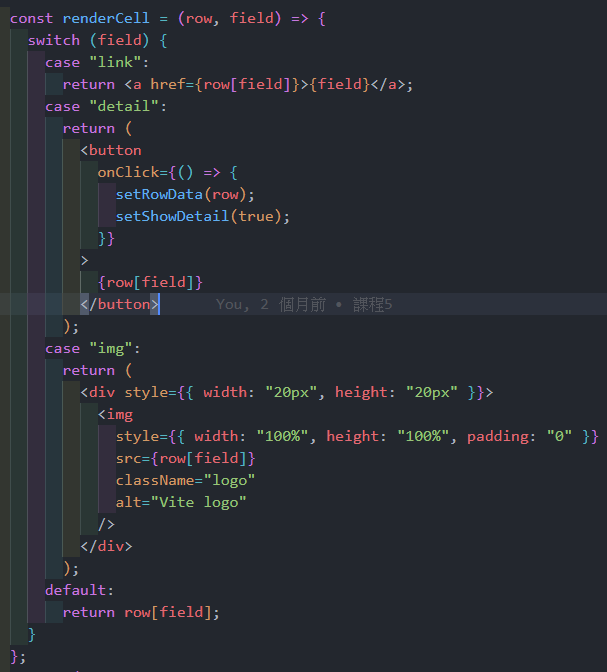 const renderCell = (row, field) => {
  switch (field) {
    case "link":
      return <a href={row[field]}>{field}</a>;
    case "detail":
      return (
        <button
          onClick={() => {
            setRowData(row);
            setShowDetail(true);
          }}
        >
          {row[field]}
        </button>      You, 2 個月前 • 課程5
      );
    case "img":
      return (
        <div style={{ width: "20px", height: "20px" }}>
          <img
            style={{ width: "100%", height: "100%", padding: "0" }}
            src={row[field]}
            className="logo"
            alt="Vite logo"
          />
        </div>
      );
    default:
      return row[field];
  }
};